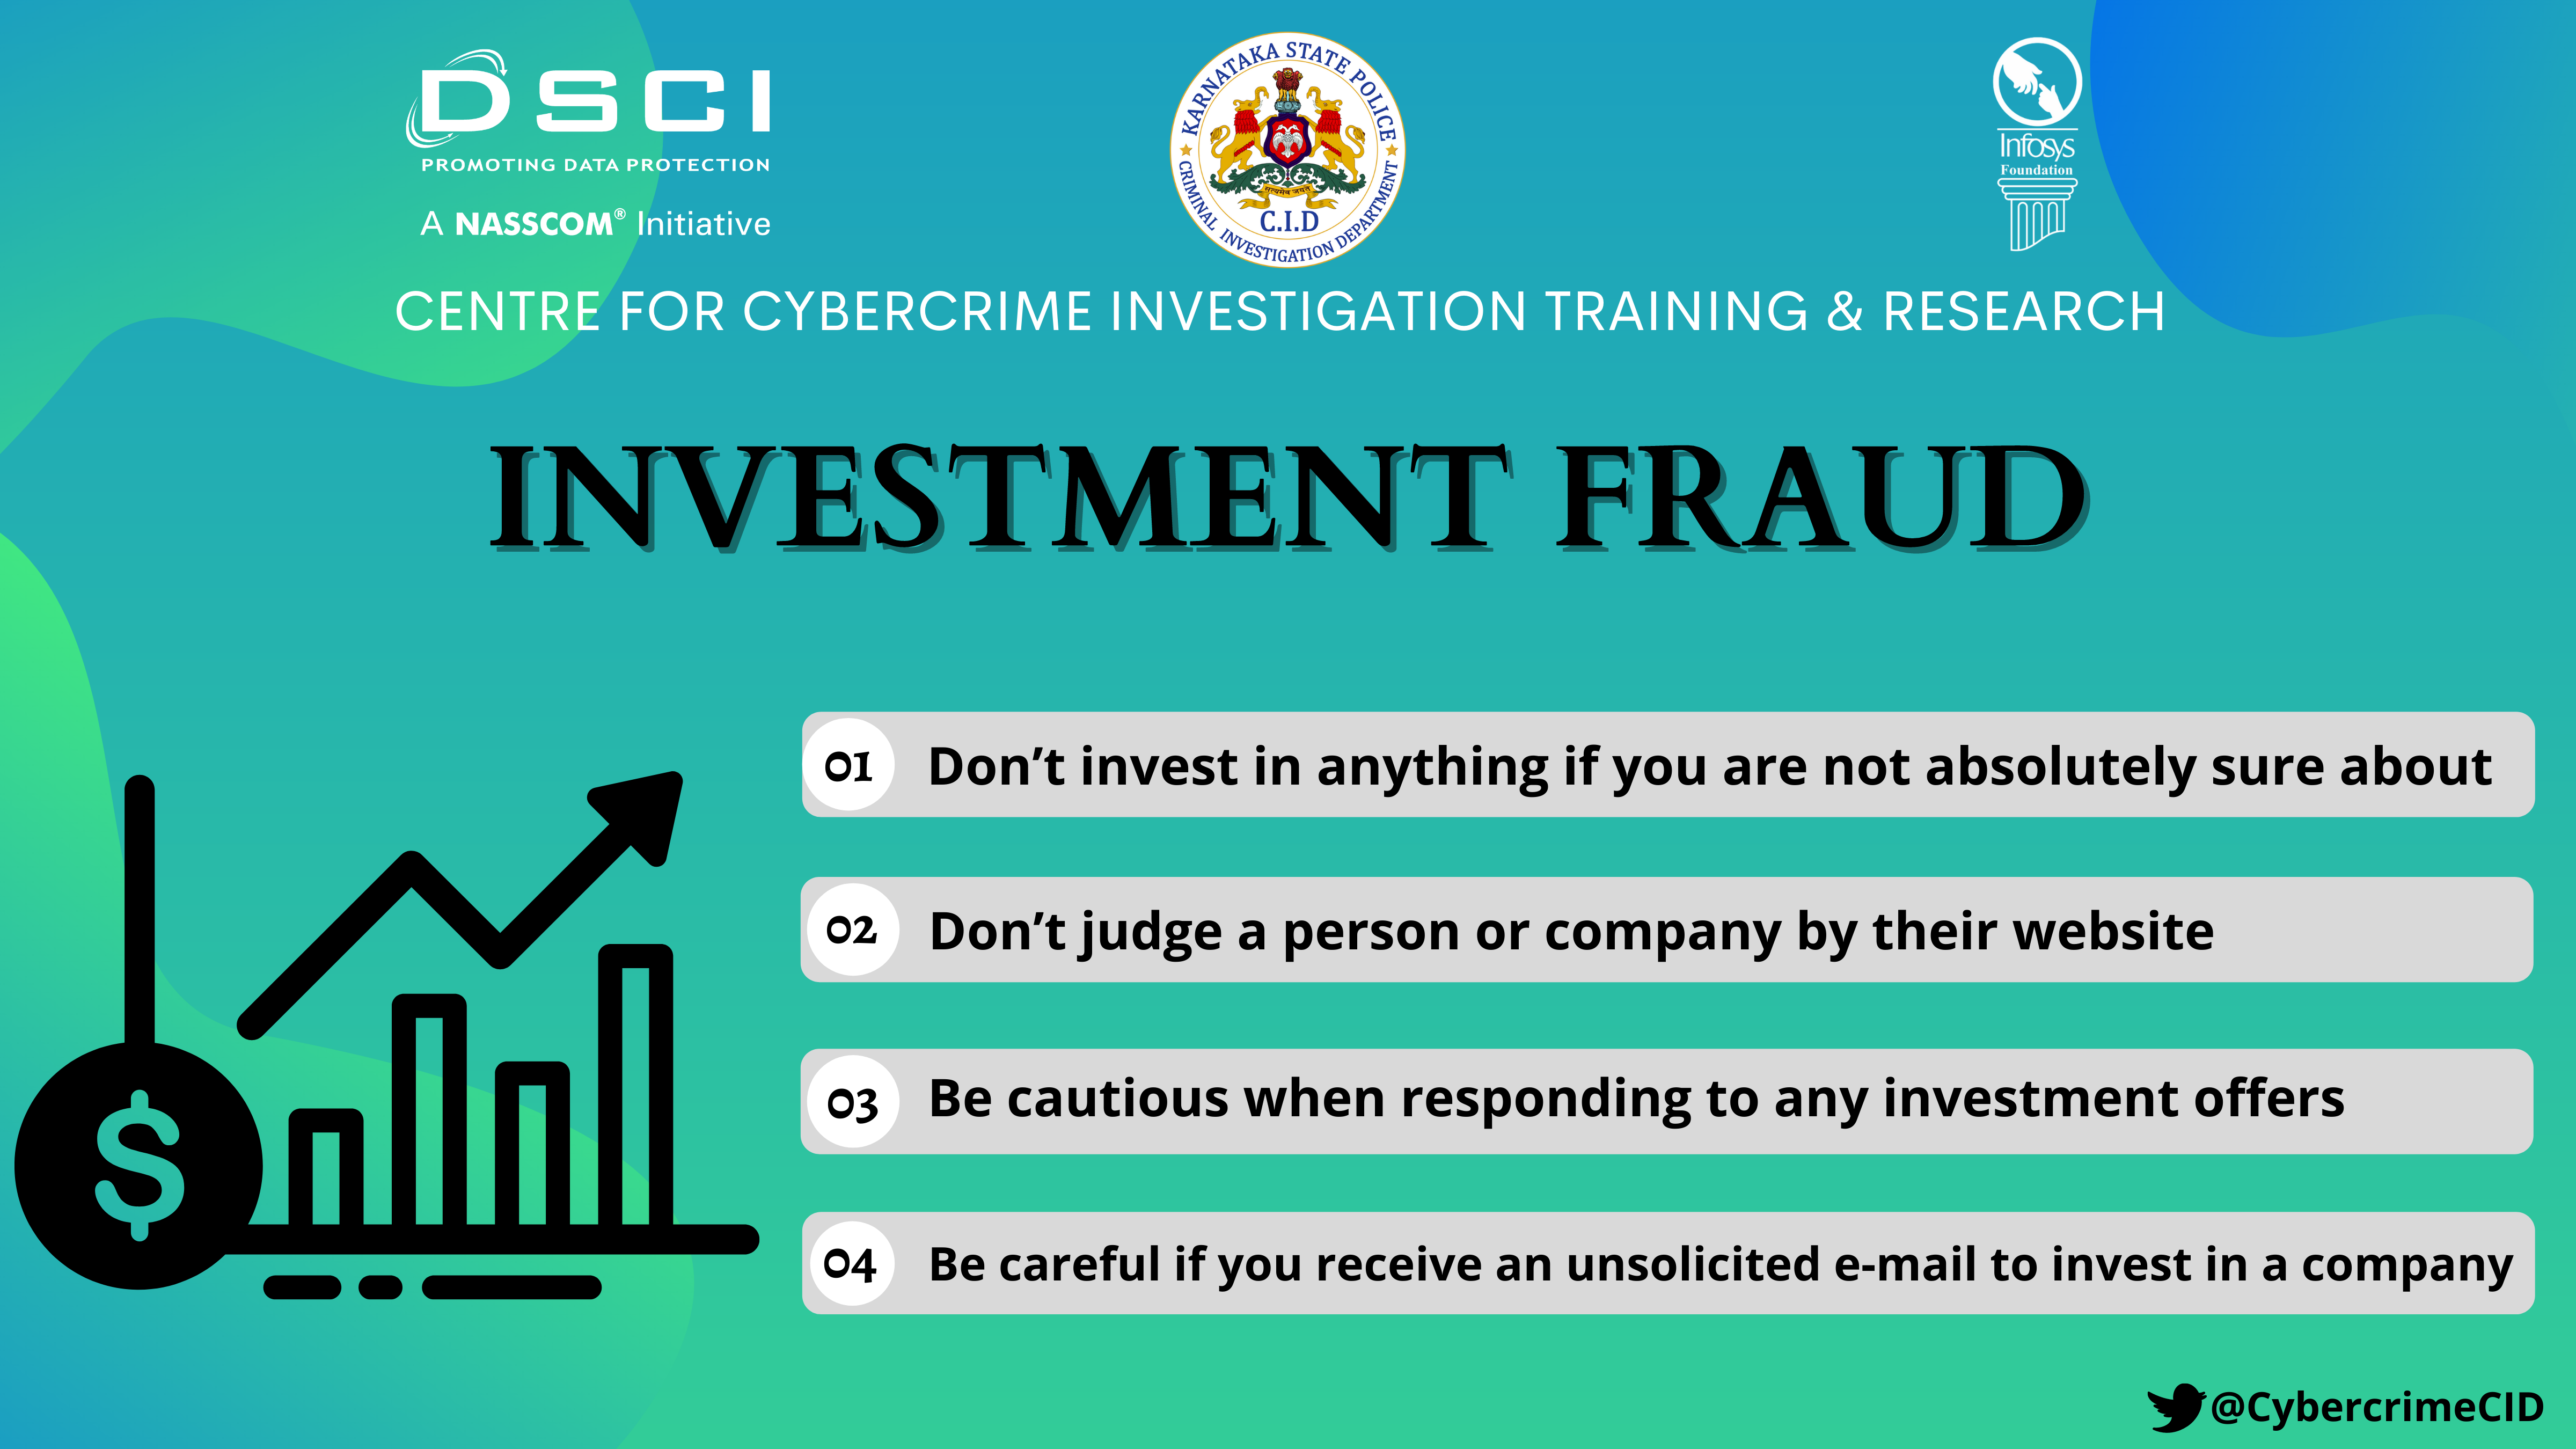 DSCI
PROMOTING DATA PROTECTION
A NASSCOM® Initiative
KARNATAKA STATE POLICE
सत्यमेव जयते
C.I.D
CRIMINAL INVESTIGATION DEPARTMENT
Infosys
Foundation
CENTRE FOR CYBERCRIME INVESTIGATION TRAINING & RESEARCH
INVESTMENT FRAUD
01 Don’t invest in anything if you are not absolutely sure about
02 Don’t judge a person or company by their website
03 Be cautious when responding to any investment offers
04 Be careful if you receive an unsolicited e-mail to invest in a company
$
@CybercrimeCID